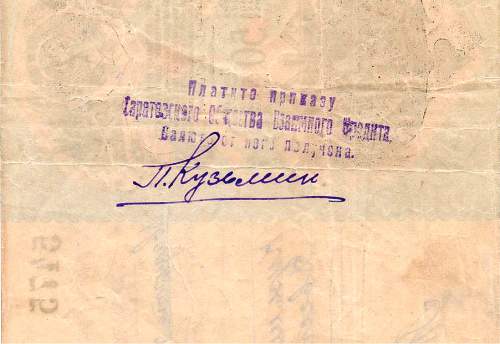 Платите приказу
Саратовского Общества Взаимного Кредита.
Валюта от него получена.
П. Кузьмин